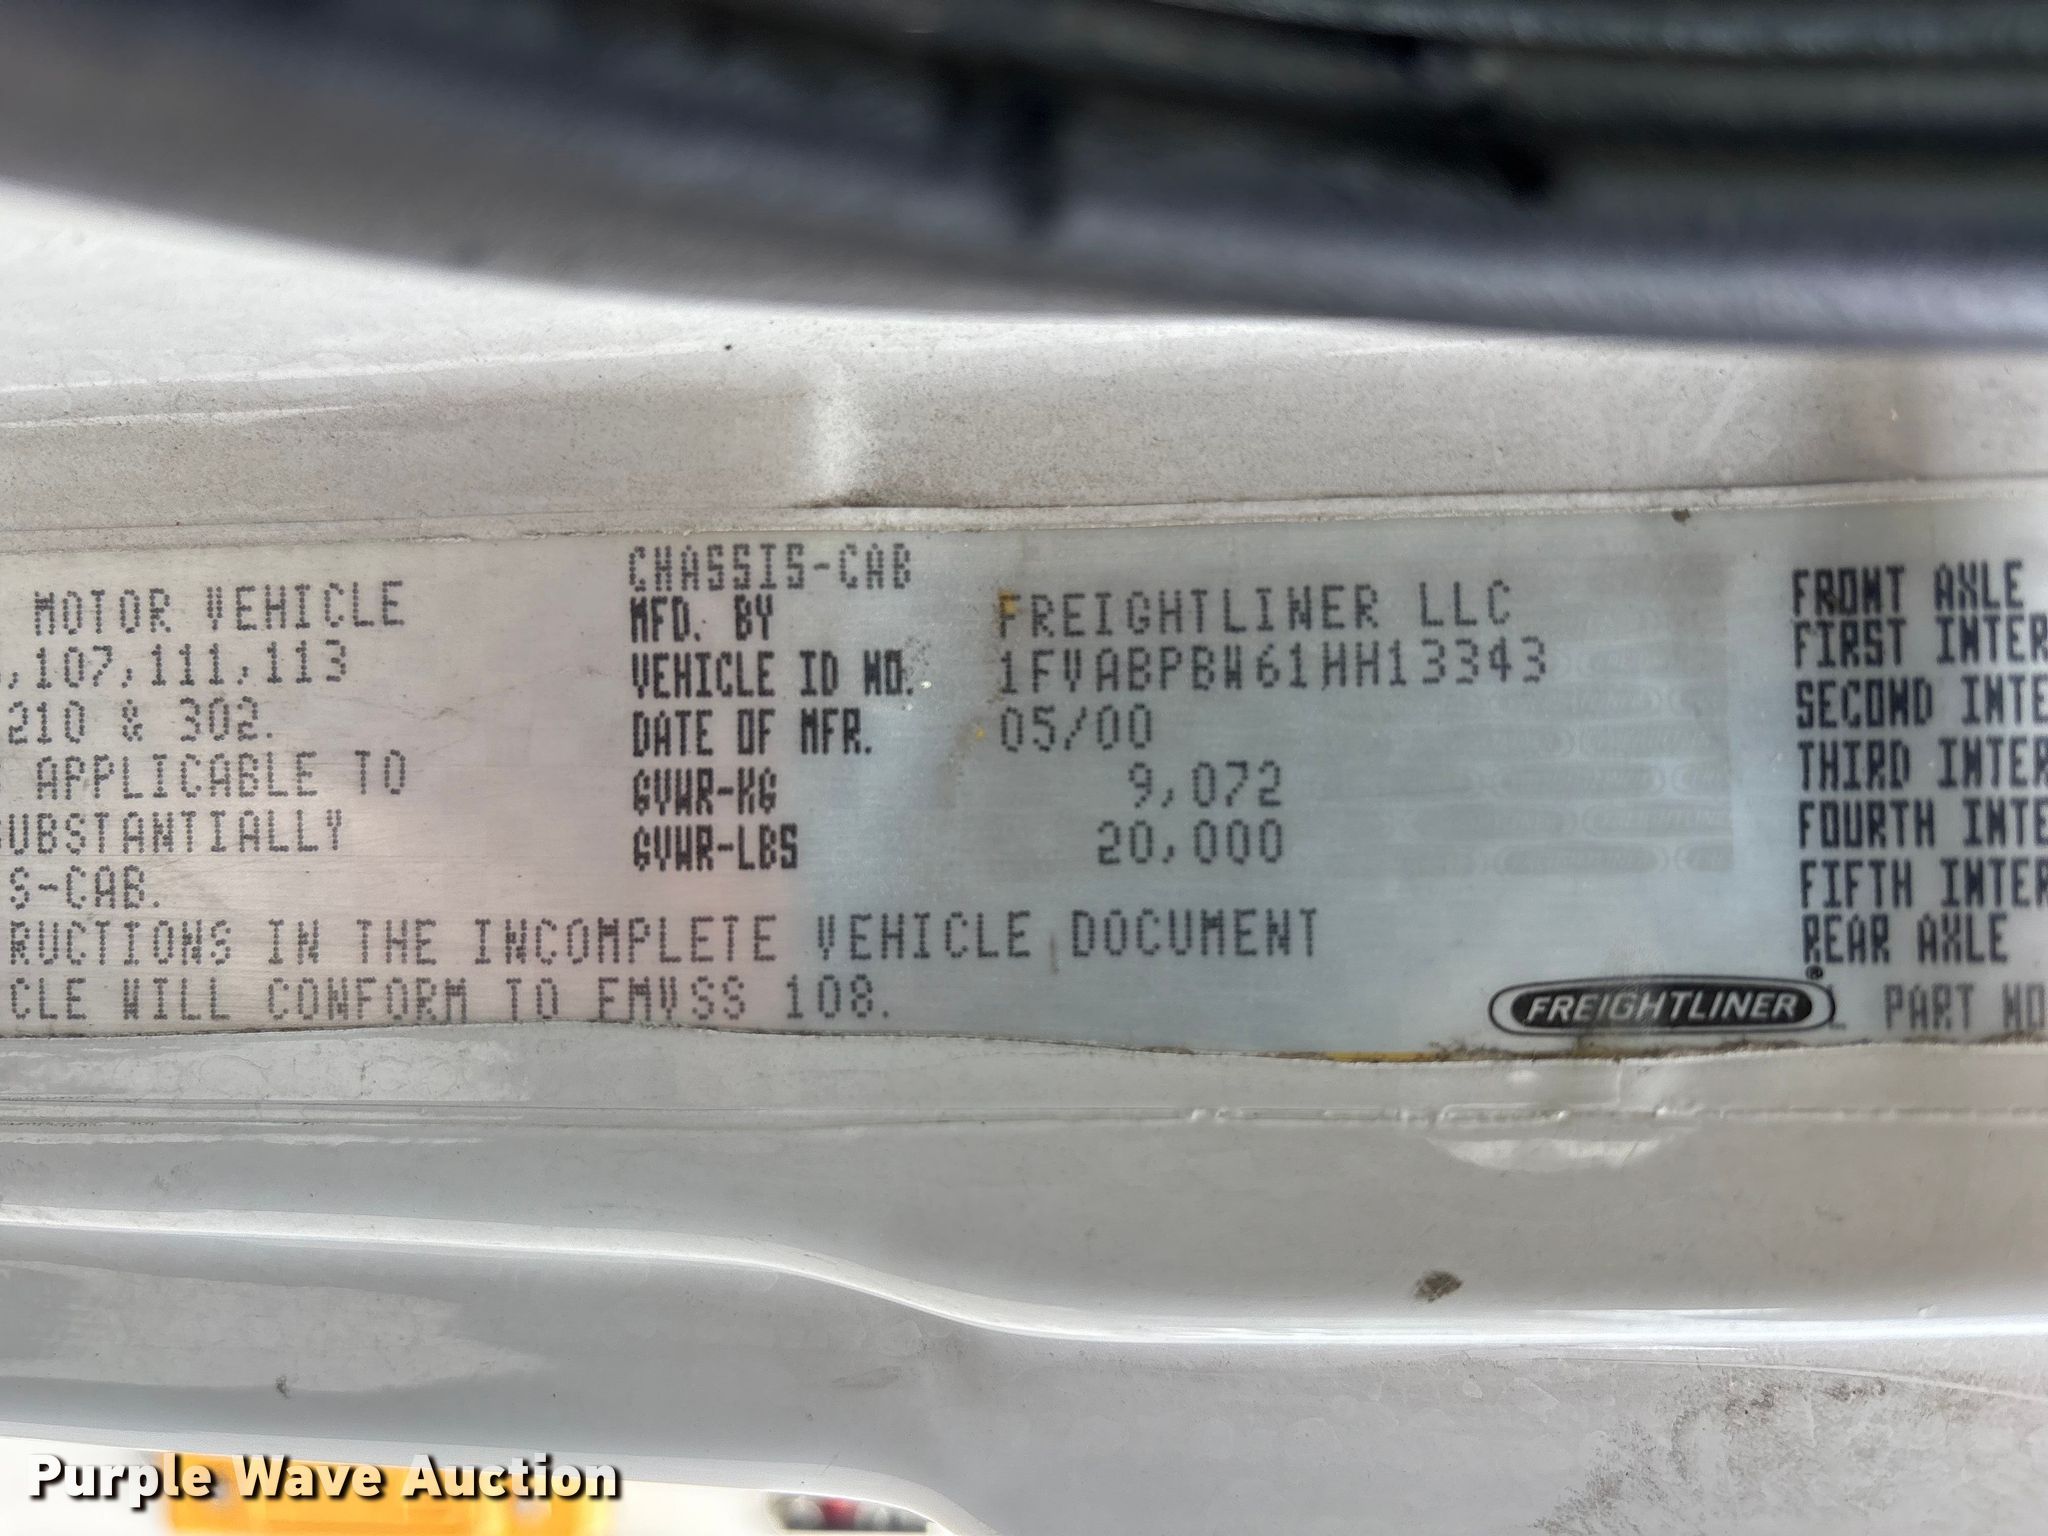 MOTOR VEHICLE
,107,111,113
210 & 302.
APPLICABLE TO
SUBSTANTIALLY
S-CAB.
RUCTIONS IN THE INCOMPLETE VEHICLE DOCUMENT
CLE WILL CONFORM TO FMVSS 108.
CHASSIS-CAB
MFD. BY FREIGHTLINER LLC
VEHICLE ID NO. 1FVABPBW61HH13343
DATE OF MFR. 05/00
GVWR-KG 9,072
GVWR-LBS 20,000
FREIGHTLINER®
FRONT AXLE
FIRST INTER
SECOND INTE
THIRD INTER
FOURTH INTE
FIFTH INTER
REAR AXLE
L PART NO
Purple Wave Auction